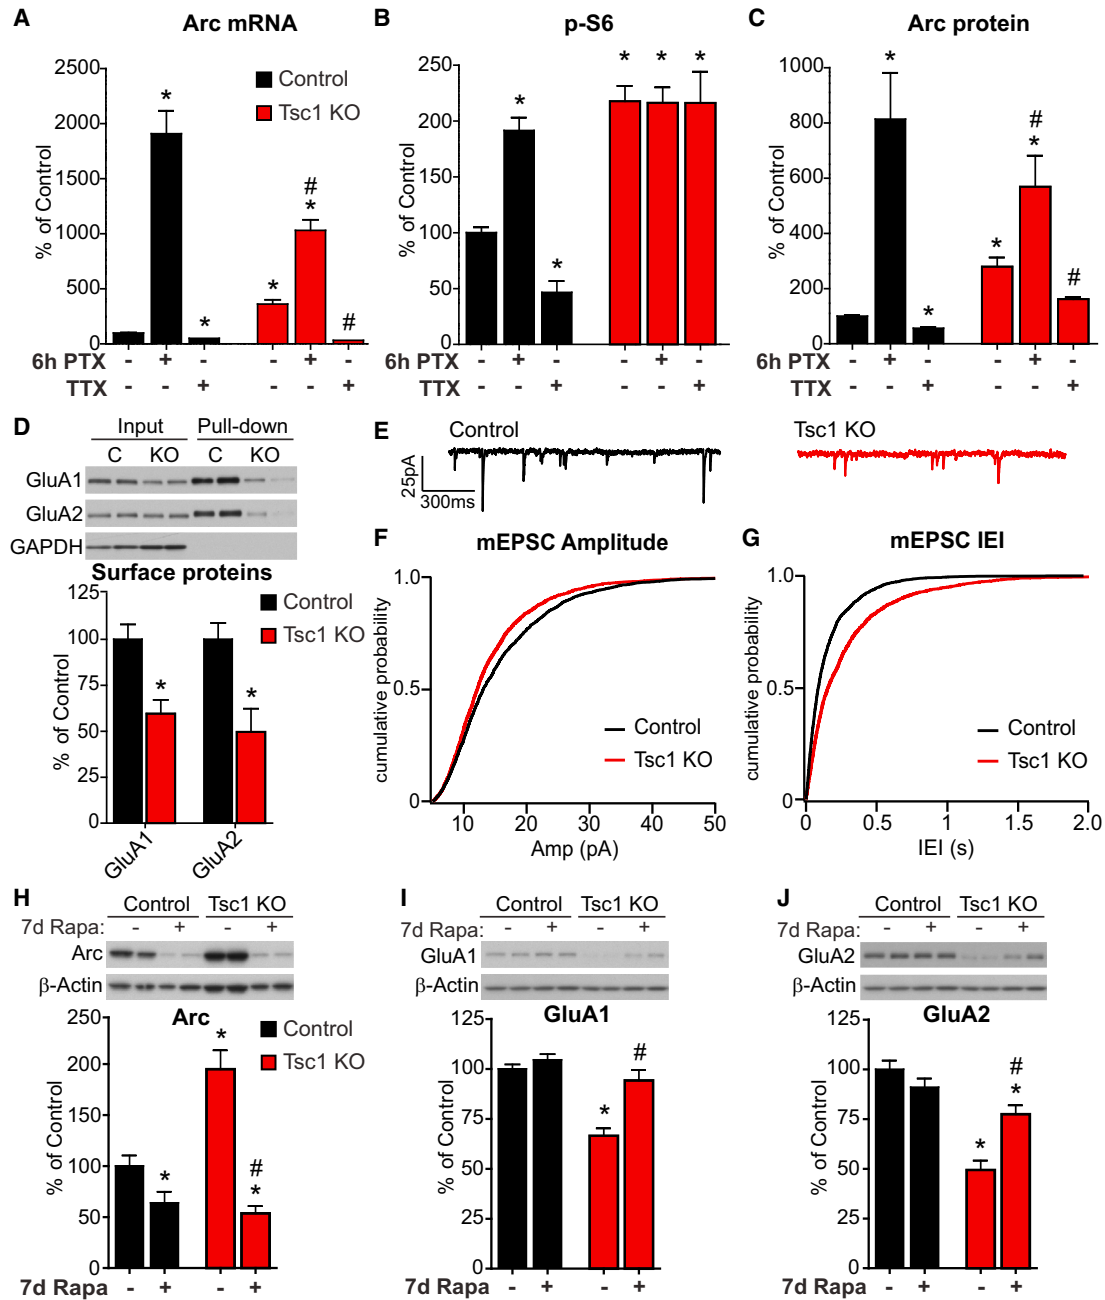 A
Arc mRNA
% of Control
2500
2000
1500
1000
500
0
Control
Tsc1 KO
*
*
*
#
*
#
6h PTX - + - - + -
TTX - - + - - +
B
p-S6
% of Control
250
200
150
100
50
0
*
*
*
*
*
- + - - + -
- - + - - +
C
Arc protein
% of Control
1000
800
600
400
200
0
*
*
*
#
*
#
6h PTX - + - - + -
TTX - - + - - +
D
Input Pull-down
C KO C KO
GluA1
GluA2
GAPDH
Surface proteins
% of Control
125
100
75
50
25
0
Control
Tsc1 KO
*
*
GluA1
GluA2
E
Control
Tsc1 KO
25pA
300ms
F
mEPSC Amplitude
cumulative probability
1.0
0.5
0
Control
Tsc1 KO
10 20 30 40 50
Amp (pA)
G
mEPSC IEI
cumulative probability
1.0
0.5
0
Control
Tsc1 KO
0 0.5 1 1.5 2.0
IEI (s)
H
Control Tsc1 KO
7d Rapa: - + - +
Arc
β-Actin
Arc
% of Control
250
200
150
100
50
0
Control
Tsc1 KO
*
*
#
*
7d Rapa - + - +
I
Control Tsc1 KO
7d Rapa: - + - +
GluA1
β-Actin
GluA1
% of Control
125
100
75
50
25
0
*
#
7d Rapa - + - +
J
Control Tsc1 KO
7d Rapa: - + - +
GluA2
β-Actin
GluA2
% of Control
125
100
75
50
25
0
*
#
*
7d Rapa - + - +